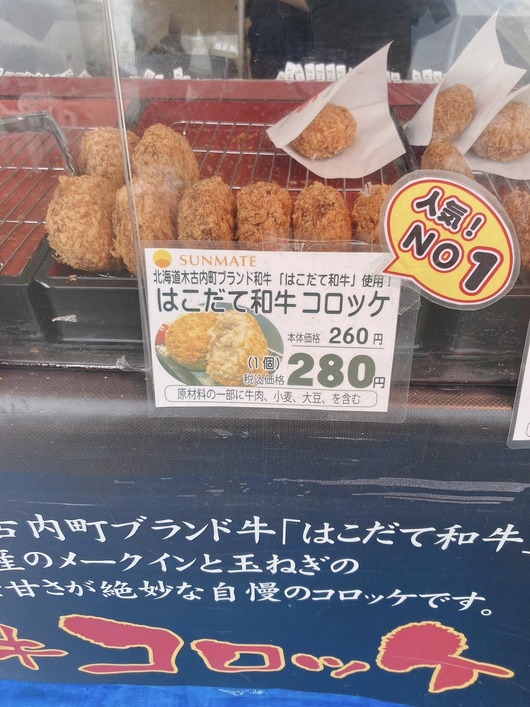 人気!
NO1
SUNMATE
北海道木古内町ブランド和牛「はこだて和牛」使用!
はこだて和牛コロッケ
本体価格 260円
(1個)
税込価格 280円
原材料の一部に牛肉、小麦、大豆、を含む
古内町ブランド牛「はこだて和牛」
産のメークインと玉ねぎの
甘さが絶妙な自慢のコロッケです。
牛コロッケ